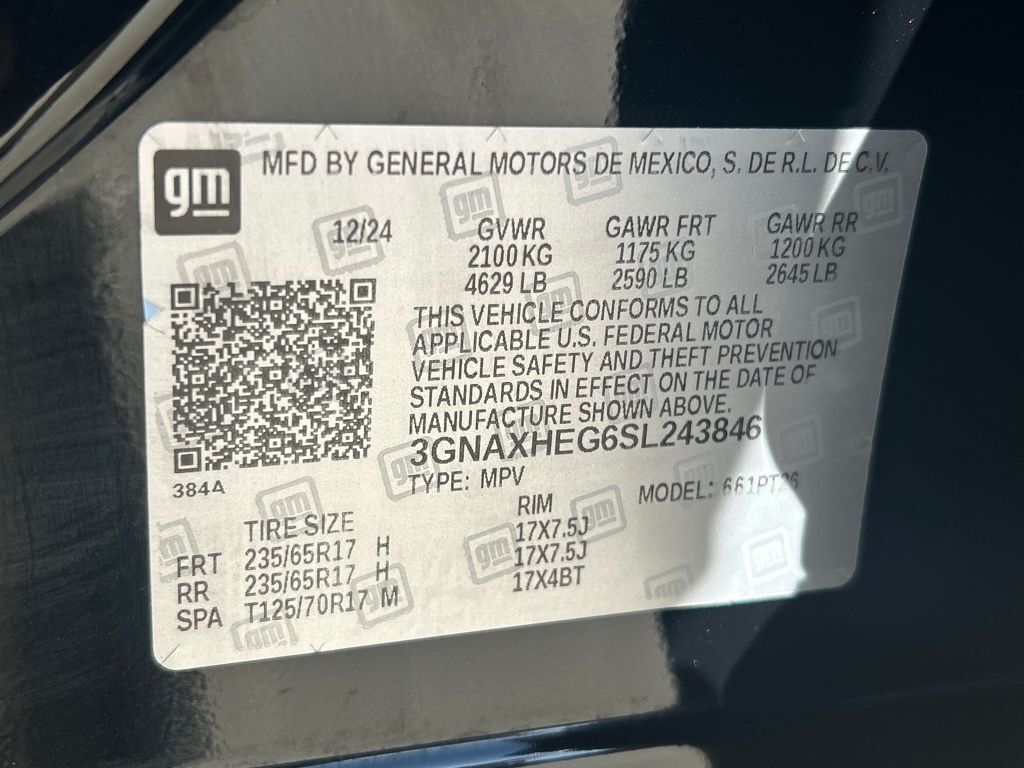 gm
MFD BY GENERAL MOTORS DE MEXICO, S. DE R.L. DE C.V.
12/24 GVWR GAWR FRT GAWR RR
2100 KG 1175 KG 1200 KG
4629 LB 2590 LB 2645 LB
THIS VEHICLE CONFORMS TO ALL
APPLICABLE U.S. FEDERAL MOTOR
VEHICLE SAFETY AND THEFT PREVENTION
STANDARDS IN EFFECT ON THE DATE OF
MANUFACTURE SHOWN ABOVE.
3GNAXHEG6SL243846
384A
TYPE: MPV MODEL: 661PT26
TIRE SIZE RIM
FRT 235/65R17 H 17X7.5J
RR 235/65R17 H 17X7.5J
SPA T125/70R17 M 17X4BT